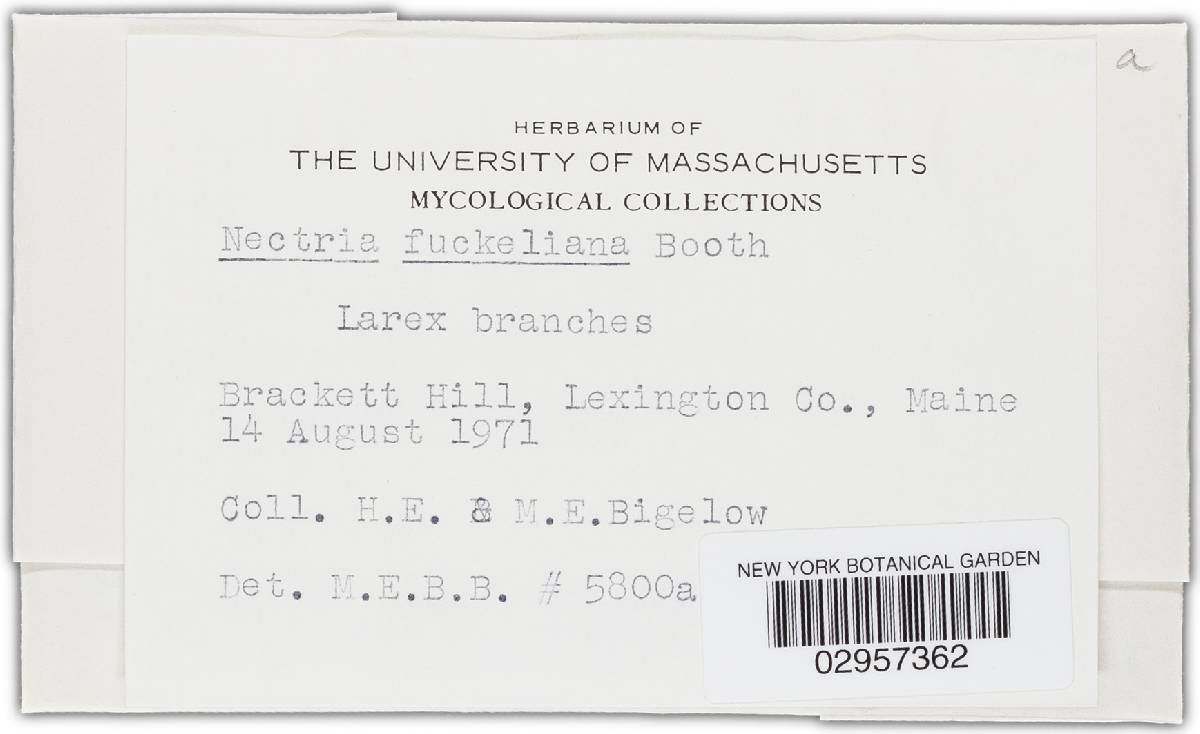 a
HERBARIUM OF
THE UNIVERSITY OF MASSACHUSETTS
MYCOLOGICAL COLLECTIONS
Nectria fuckeliana Booth
Larex branches
Brackett Hill, Lexington Co., Maine
14 August 1971
Coll. H.E. & M.E.Bigelow
Det. M.E.B.B. # 5800a
NEW YORK BOTANICAL GARDEN
02957362